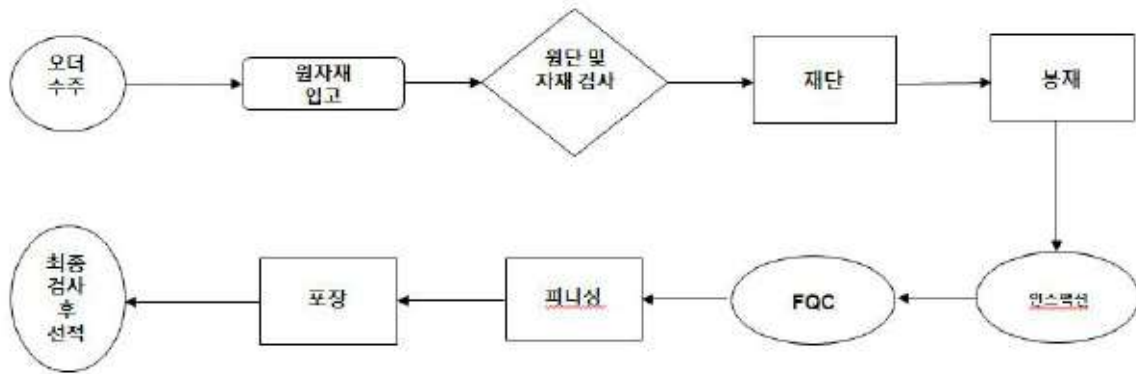 오더
수주
원자재
입고
원단 및
자재 검사
재단
봉재
인스팩션
FQC
피니싱
포장
최종
검사
후
선적